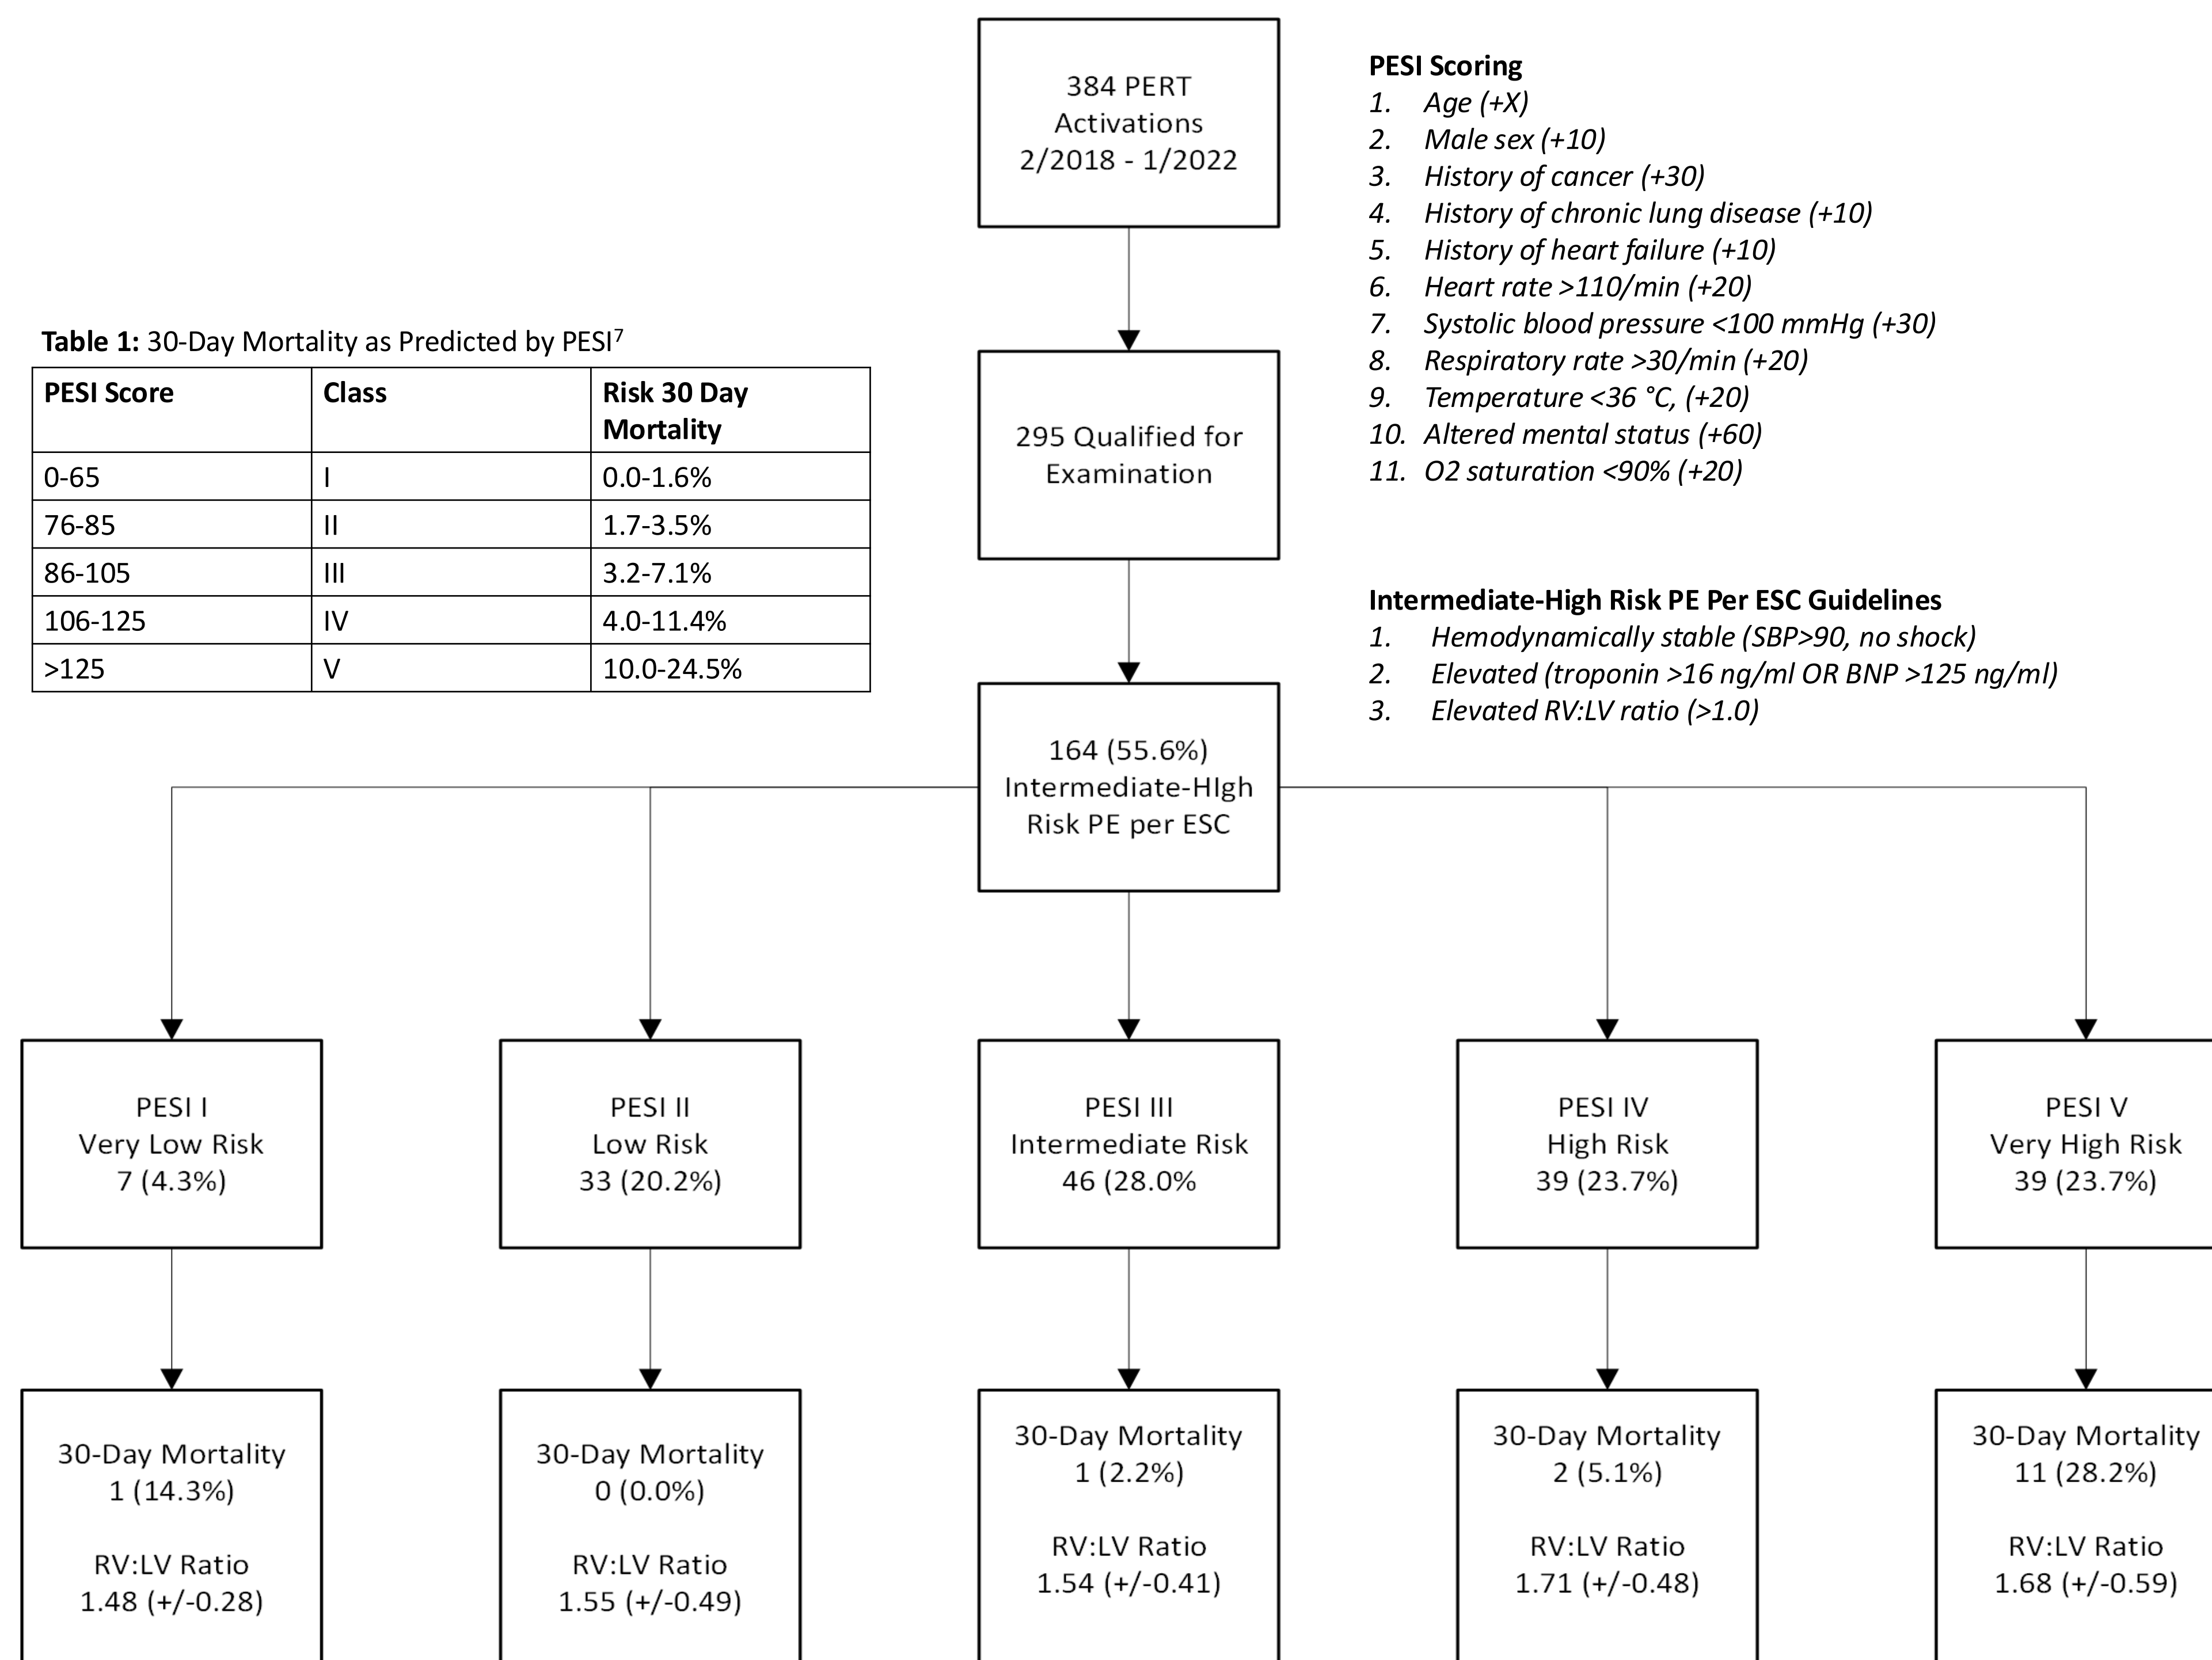 384 PERT
Activations
2/2018 - 1/2022
PESI Scoring
1. Age (+X)
2. Male sex (+10)
3. History of cancer (+30)
4. History of chronic lung disease (+10)
5. History of heart failure (+10)
6. Heart rate >110/min (+20)
7. Systolic blood pressure <100 mmHg (+30)
8. Respiratory rate >30/min (+20)
9. Temperature <36 °C, (+20)
10. Altered mental status (+60)
11. O2 saturation <90% (+20)
Table 1: 30-Day Mortality as Predicted by PESI⁷
PESI Score Class Risk 30 Day
Mortality
0-65 I 0.0-1.6%
76-85 II 1.7-3.5%
86-105 III 3.2-7.1%
106-125 IV 4.0-11.4%
>125 V 10.0-24.5%
295 Qualified for
Examination
Intermediate-High Risk PE Per ESC Guidelines
1. Hemodynamically stable (SBP>90, no shock)
2. Elevated (troponin >16 ng/ml OR BNP >125 ng/ml)
3. Elevated RV:LV ratio (>1.0)
164 (55.6%)
Intermediate-HIgh
Risk PE per ESC
PESI I
Very Low Risk
7 (4.3%)
PESI II
Low Risk
33 (20.2%)
PESI III
Intermediate Risk
46 (28.0%
PESI IV
High Risk
39 (23.7%)
PESI V
Very High Risk
39 (23.7%)
30-Day Mortality
1 (14.3%)
RV:LV Ratio
1.48 (+/-0.28)
30-Day Mortality
0 (0.0%)
RV:LV Ratio
1.55 (+/-0.49)
30-Day Mortality
1 (2.2%)
RV:LV Ratio
1.54 (+/-0.41)
30-Day Mortality
2 (5.1%)
RV:LV Ratio
1.71 (+/-0.48)
30-Day Mortality
11 (28.2%)
RV:LV Ratio
1.68 (+/-0.59)